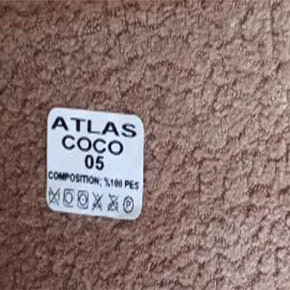 ATLAS
COCO
05
COMPOSITION; %100 PES
P